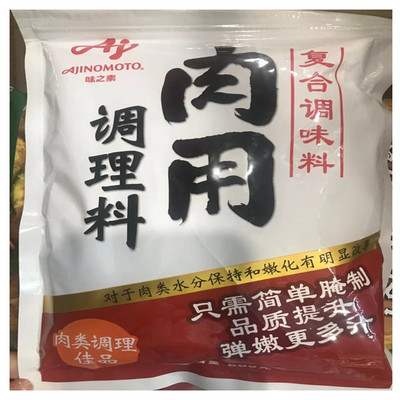 AJINOMOTO
味之素
复合调味料
肉用
调理料
对于肉类水分保持和嫩化有明显改善
只需简单腌制
品质提升
弹嫩更多汁
肉类调理
佳品